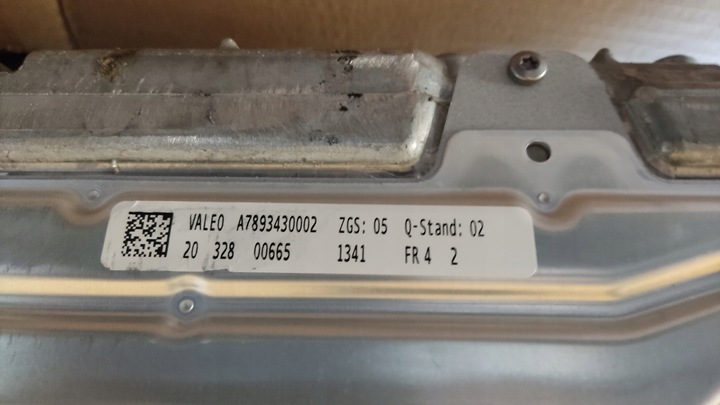 VALEO A7893430002 ZGS: 05 Q-Stand: 02
20 328 00665 1341 FR 4 2